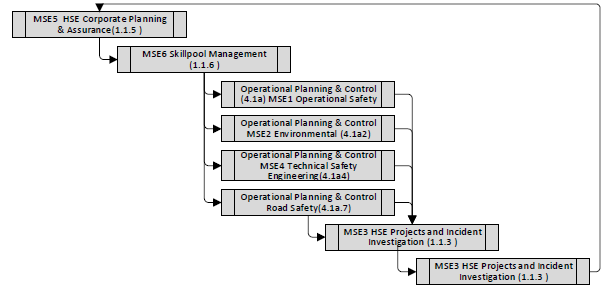 MSE5 HSE Corporate Planning
& Assurance(1.1.5 )
MSE6 Skillpool Management
(1.1.6 )
Operational Planning & Control
(4.1a) MSE1 Operational Safety
Operational Planning & Control
MSE2 Environmental (4.1a2)
Operational Planning & Control
MSE4 Technical Safety
Engineering(4.1a4)
Operational Planning & Control
Road Safety(4.1a.7)
MSE3 HSE Projects and Incident
Investigation (1.1.3 )
MSE3 HSE Projects and Incident
Investigation (1.1.3 )